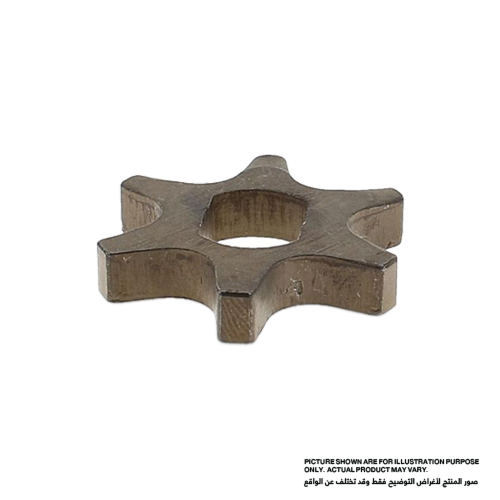 PICTURE SHOWN ARE FOR ILLUSTRATION PURPOSE
ONLY. ACTUAL PRODUCT MAY VARY.
صور المنتج لأغراض التوضيح فقط وقد تختلف عن الواقع